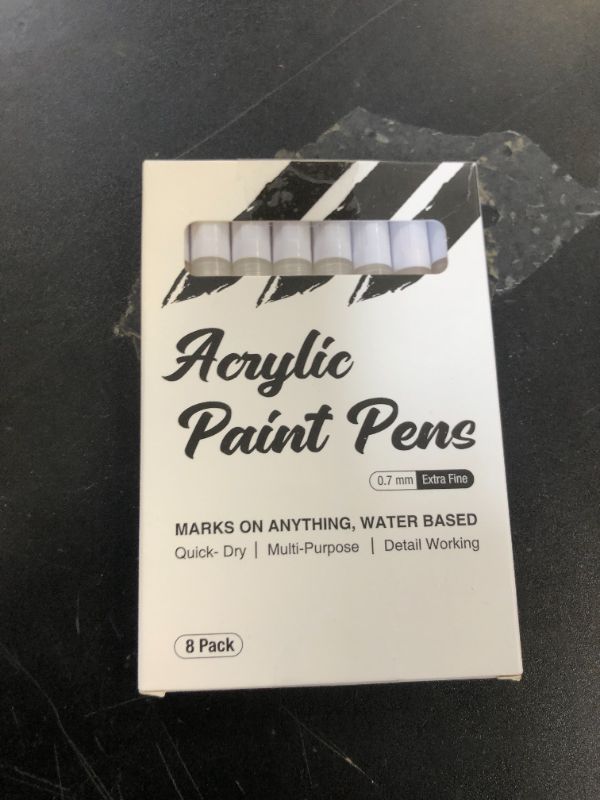 Acrylic
Paint Pens
0.7 mm Extra Fine
MARKS ON ANYTHING, WATER BASED
Quick- Dry | Multi-Purpose | Detail Working
8 Pack